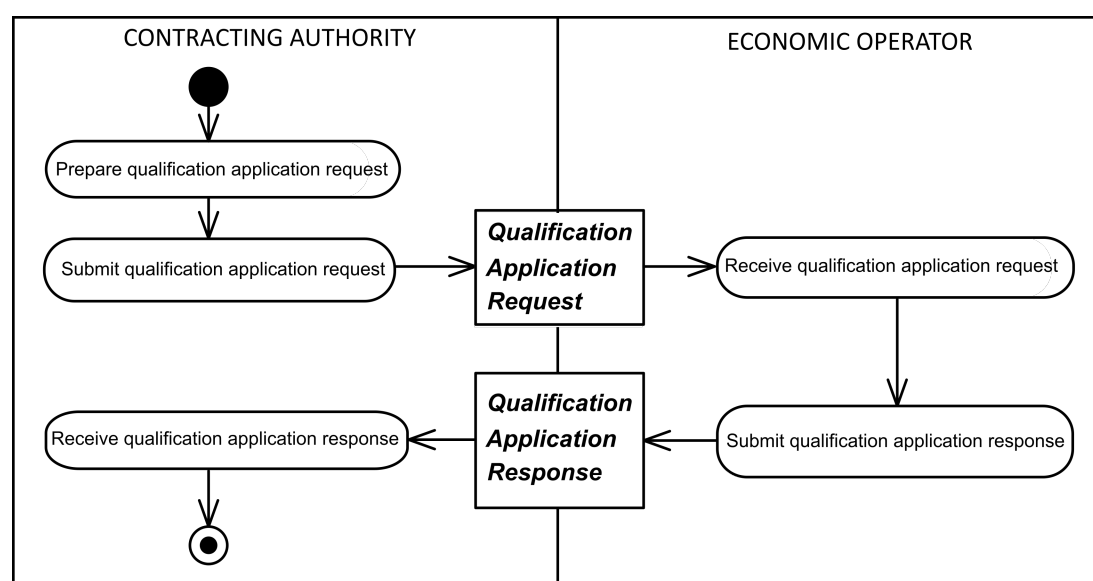 CONTRACTING AUTHORITY
ECONOMIC OPERATOR
Prepare qualification application request
Submit qualification application request
Qualification
Application
Request
Receive qualification application request
Receive qualification application response
Qualification
Application
Response
Submit qualification application response